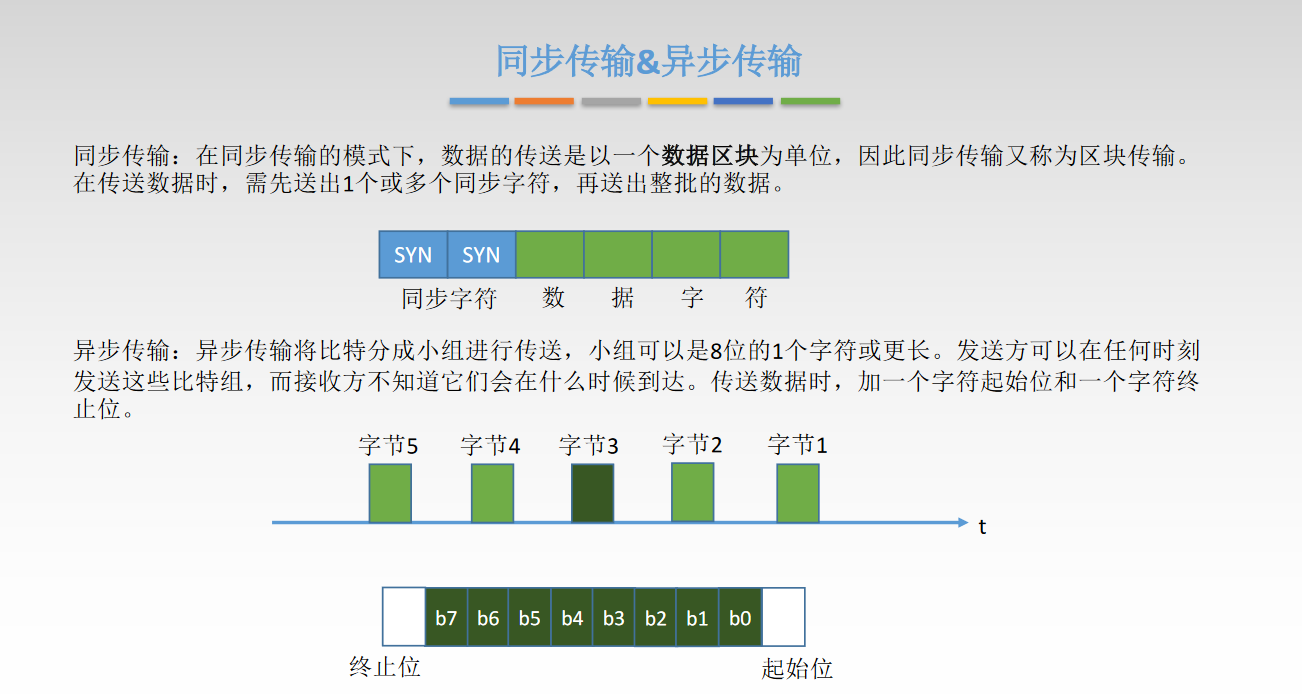 同步传输&异步传输
同步传输：在同步传输的模式下，数据的传送是以一个数据区块为单位，因此同步传输又称为区块传输。
在传送数据时，需先送出1个或多个同步字符，再送出整批的数据。
SYN SYN
同步字符 数 据 字 符
异步传输：异步传输将比特分成小组进行传送，小组可以是8位的1个字符或更长。发送方可以在任何时刻
发送这些比特组，而接收方不知道它们会在什么时候到达。传送数据时，加一个字符起始位和一个字符终
止位。
字节5 字节4 字节3 字节2 字节1
t
b7 b6 b5 b4 b3 b2 b1 b0
终止位 起始位